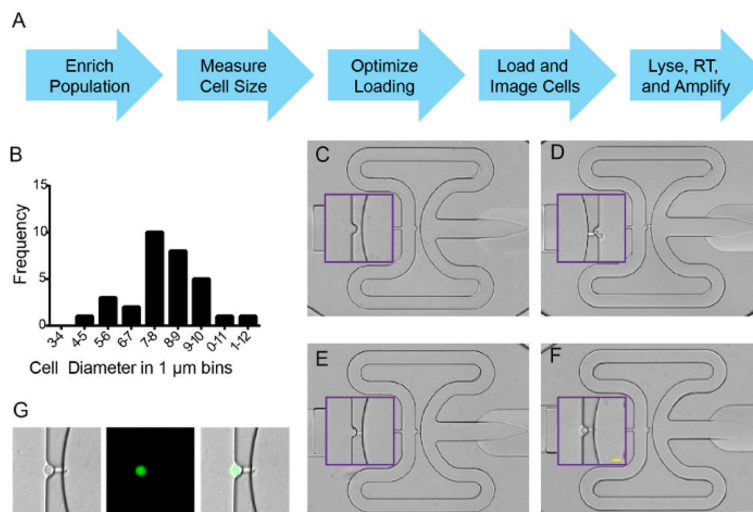 A
Enrich
Population
Measure
Cell Size
Optimize
Loading
Load and
Image Cells
Lyse, RT,
and Amplify
B
Frequency
15
10
5
0
3-4
4-5
5-6
6-7
7-8
8-9
9-10
0-11
1-12
Cell Diameter in 1 µm bins
C
D
E
F
G